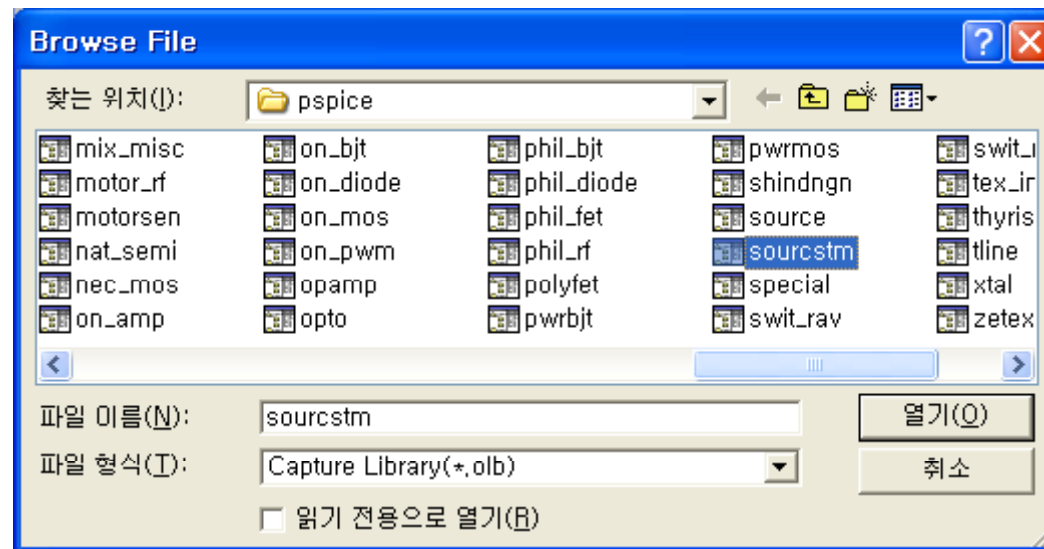 Browse File
찾는 위치(I):
pspice
mix_misc on_bjt phil_bjt pwrmos
motor_rf on_diode phil_diode shindngn
motorsen on_mos phil_fet source thyris
nat_semi on_pwm phil_rf sourcstm tline
nec_mos opamp polyfet special xtal
on_amp opto pwrbjt swit_rav zetex
파일 이름(N): sourcstm 열기(O)
파일 형식(T): Capture Library(*,olb) 취소
읽기 전용으로 열기(R)